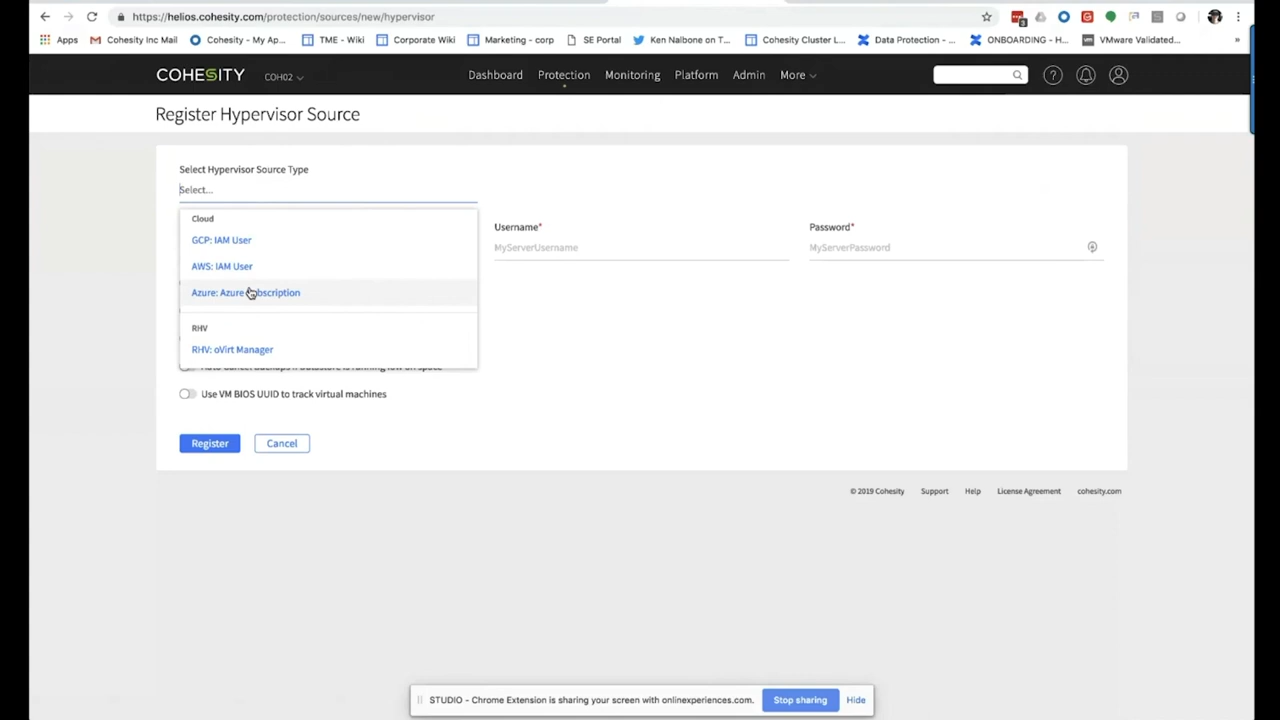 https://helios.cohesity.com/protection/sources/new/hypervisor
Apps Cohesity Inc Mail Cohesity - My Ap... TME - Wiki Corporate Wiki Marketing - corp SE Portal Ken Nalbone on T... Cohesity Cluster L... Data Protection - ... ONBOARDING - H... VMware Validated... »
COHESITY COH02 Dashboard Protection Monitoring Platform Admin More
Register Hypervisor Source
Select Hypervisor Source Type
Select...
Cloud
GCP: IAM User
AWS: IAM User
Azure: Azure
RHV
RHV: oVirt Manager
Username* Password*
MyServerUsername MyServerPassword
Use VM BIOS UUID to track virtual machines
Register Cancel
© 2019 Cohesity Support Help License Agreement cohesity.com
STUDIO - Chrome Extension is sharing your screen with onlinexperiences.com. Stop sharing Hide